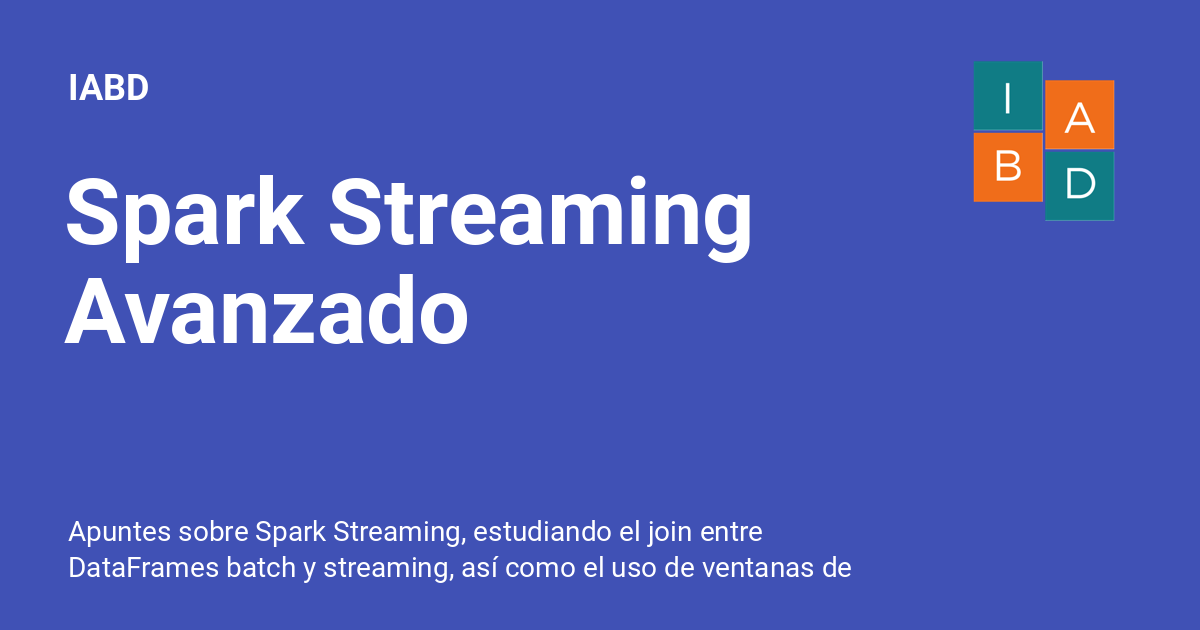 IABD
I
A
B
D
Spark Streaming
Avanzado
Apuntes sobre Spark Streaming, estudiando el join entre
DataFrames batch y streaming, así como el uso de ventanas de